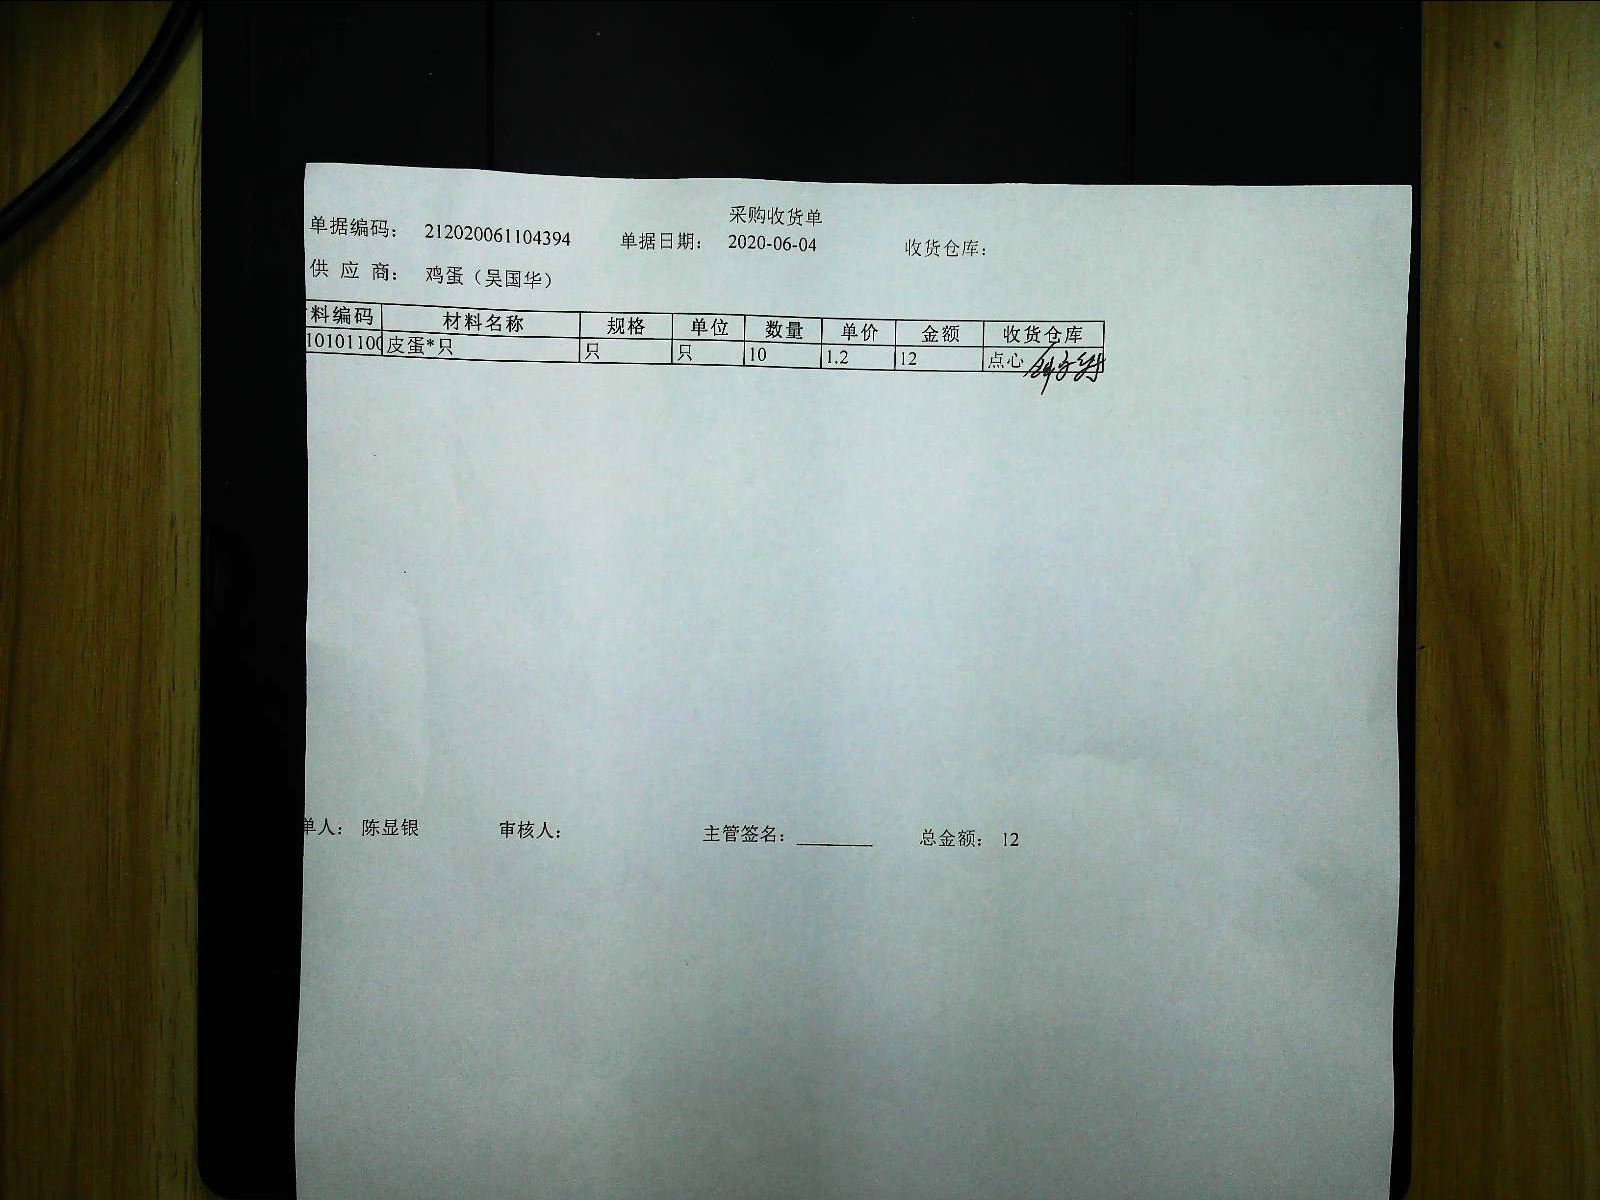 采购收货单
单据编码： 212020061104394 单据日期： 2020-06-04 收货仓库：
供 应 商： 鸡蛋（吴国华）
料编码 材料名称 规格 单位 数量 单价 金额 收货仓库
10101100 皮蛋*只 只 只 10 1.2 12 点心
单人： 陈显银 审核人： 主管签名： 总金额： 12